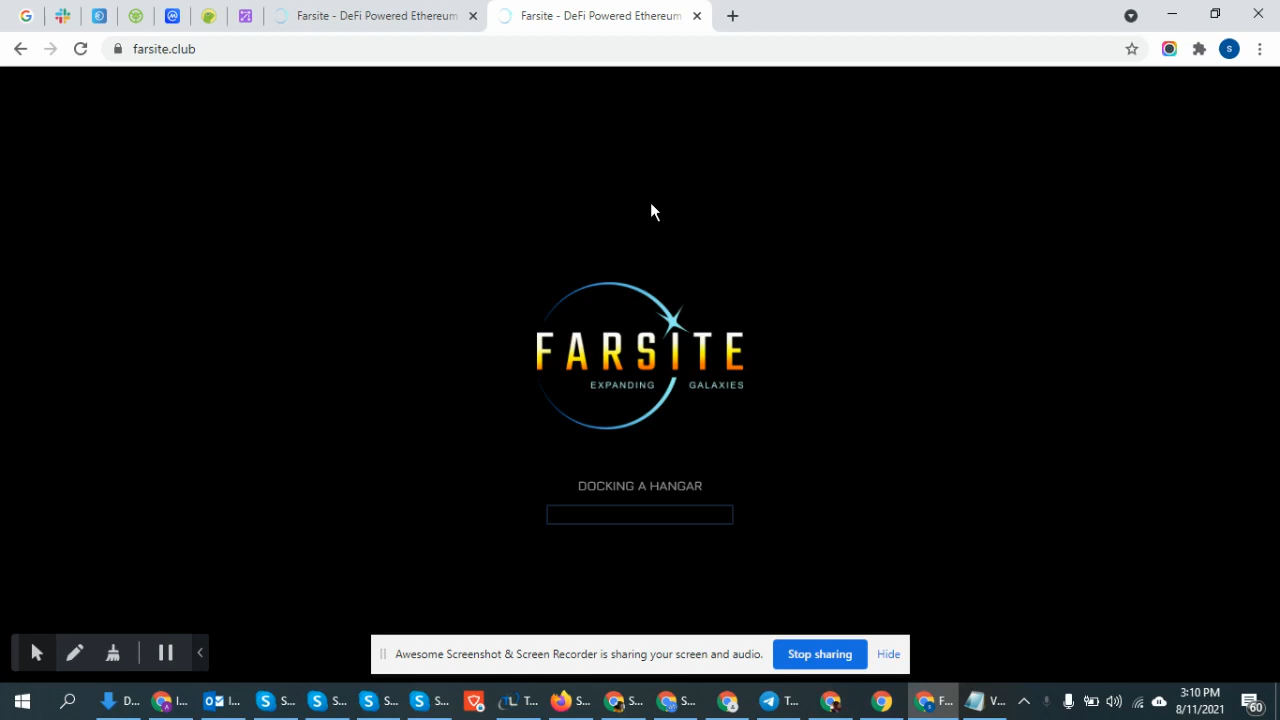 Farsite - DeFi Powered Ethereum
Farsite - DeFi Powered Ethereum
farsite.club
S
FARSITE
EXPANDING GALAXIES
DOCKING A HANGAR
Awesome Screenshot & Screen Recorder is sharing your screen and audio.
Stop sharing
Hide
D...
I...
I...
S...
S...
S...
S...
T...
S...
S...
S...
T...
F...
V...
3:10 PM
8/11/2021
60